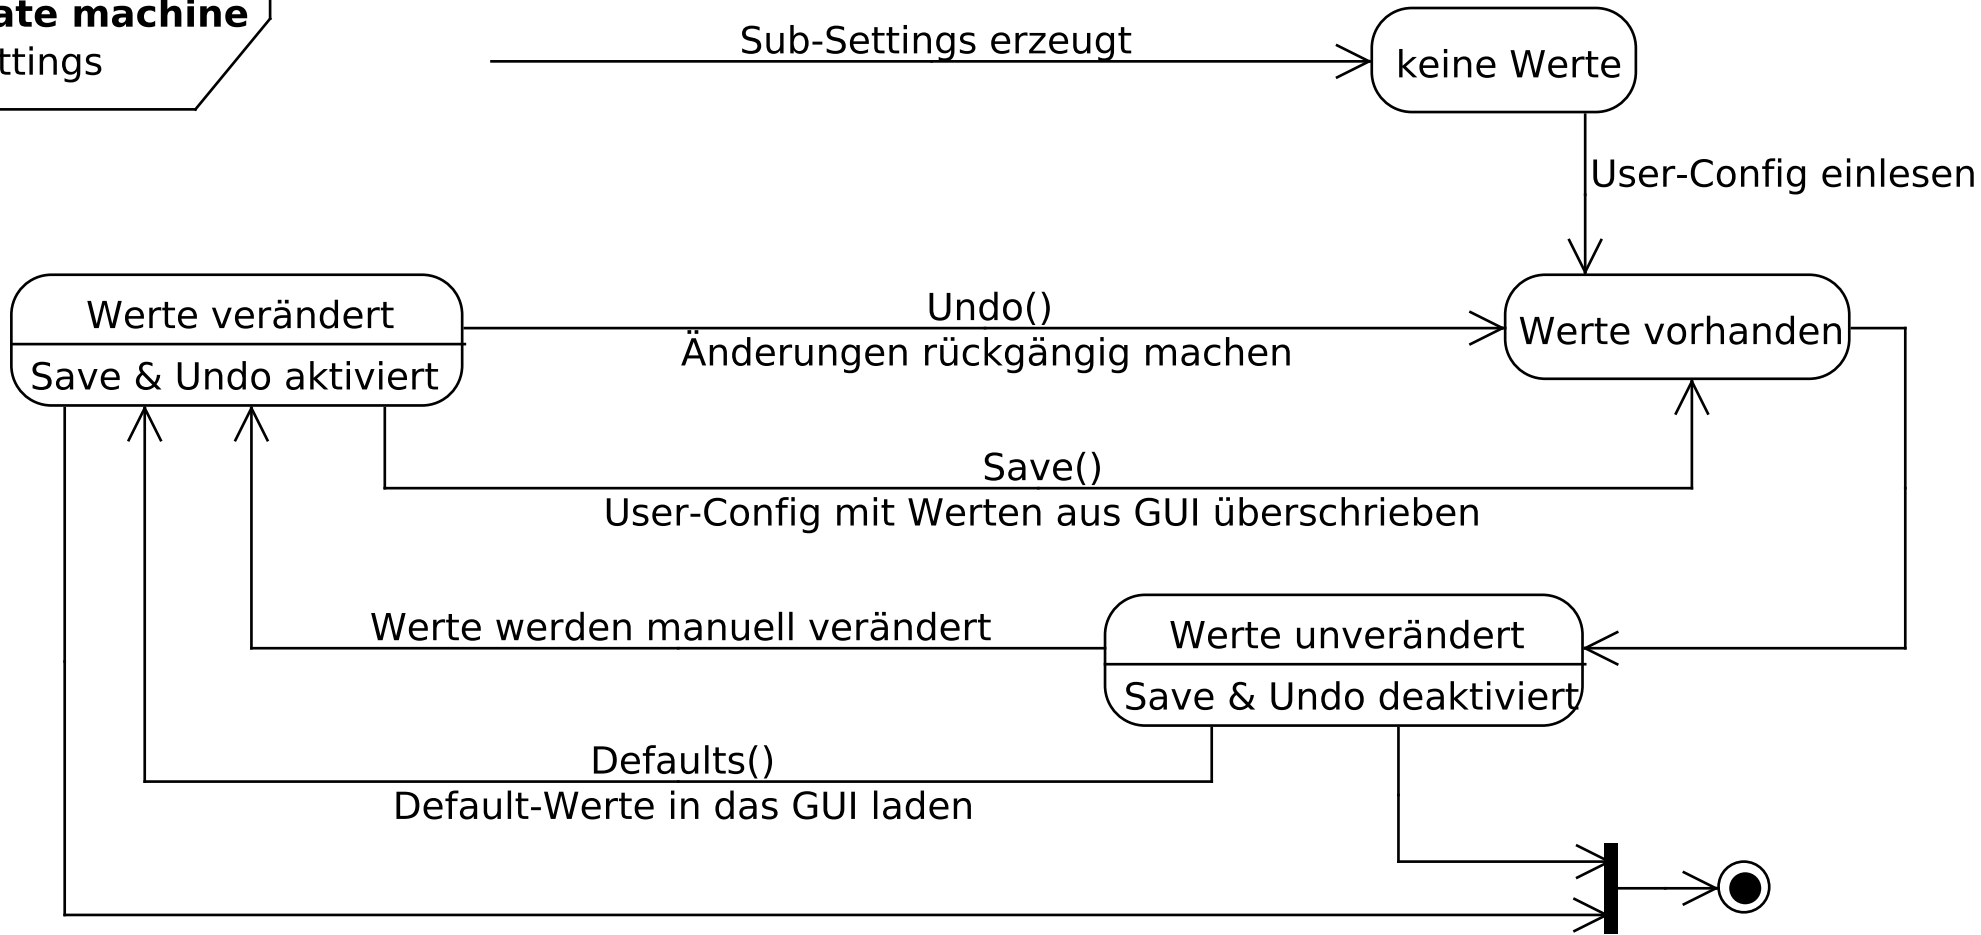 ate machine
ttings
Sub-Settings erzeugt
keine Werte
User-Config einlesen
Werte verändert
Save & Undo aktiviert
Undo()
Änderungen rückgängig machen
Werte vorhanden
Save()
User-Config mit Werten aus GUI überschrieben
Werte werden manuell verändert
Werte unverändert
Save & Undo deaktiviert
Defaults()
Default-Werte in das GUI laden